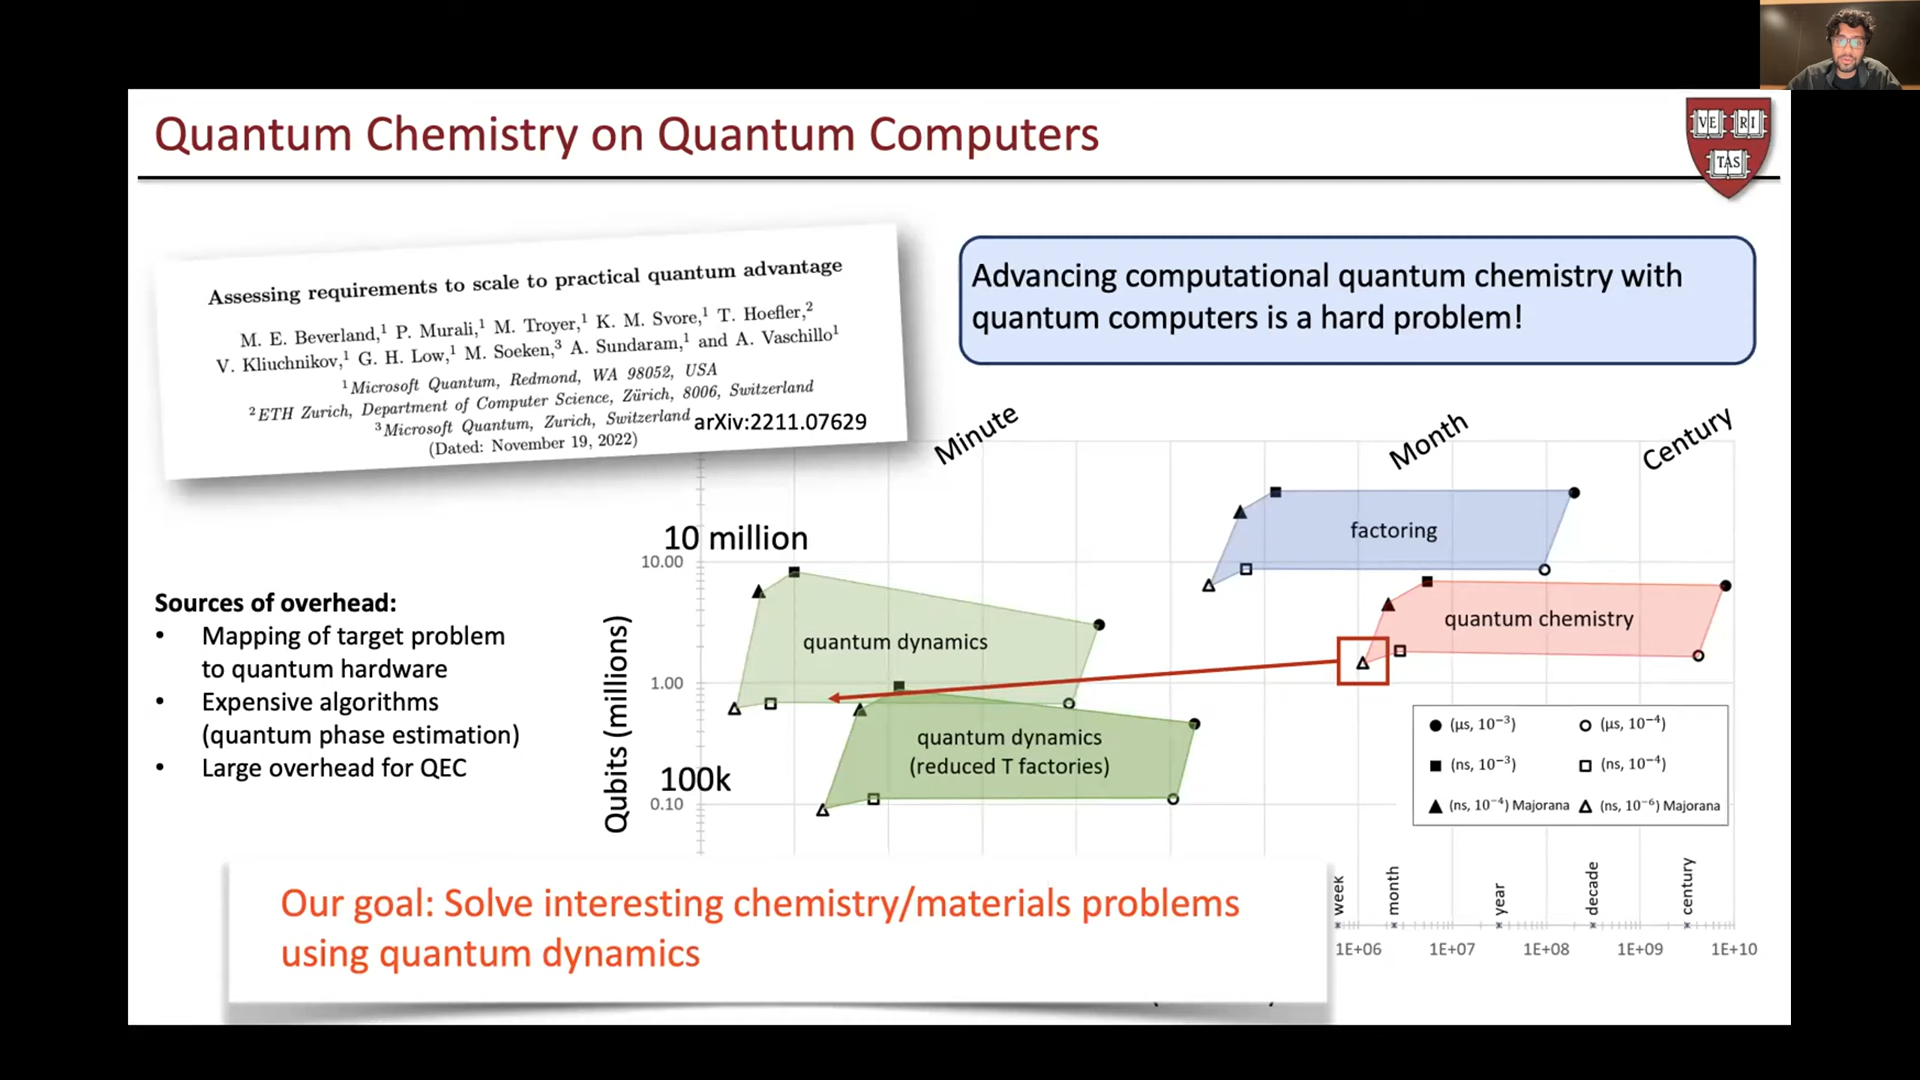 Quantum Chemistry on Quantum Computers
VE RI
TAS
Assessing requirements to scale to practical quantum advantage
M. E. Beverland,¹ P. Murali,¹ M. Troyer,¹ K. M. Svore,¹ T. Hoefler,²
V. Kliuchnikov,¹ G. H. Low,¹ M. Soeken,³ A. Sundaram,¹ and A. Vaschillo¹
¹Microsoft Quantum, Redmond, WA 98052, USA
²ETH Zurich, Department of Computer Science, Zürich, 8006, Switzerland
³Microsoft Quantum, Zurich, Switzerland
(Dated: November 19, 2022)
arXiv:2211.07629
Advancing computational quantum chemistry with
quantum computers is a hard problem!
Sources of overhead:
• Mapping of target problem
to quantum hardware
• Expensive algorithms
(quantum phase estimation)
• Large overhead for QEC
Minute
Month
Century
10 million
10.00
1.00
100k
0.10
Qubits (millions)
factoring
quantum chemistry
quantum dynamics
quantum dynamics
(reduced T factories)
● (μs, 10⁻³) ○ (μs, 10⁻⁴)
■ (ns, 10⁻³) □ (ns, 10⁻⁴)
▲ (ns, 10⁻⁴) Majorana △ (ns, 10⁻⁶) Majorana
week
month
year
decade
century
1E+06 1E+07 1E+08 1E+09 1E+10
Our goal: Solve interesting chemistry/materials problems
using quantum dynamics